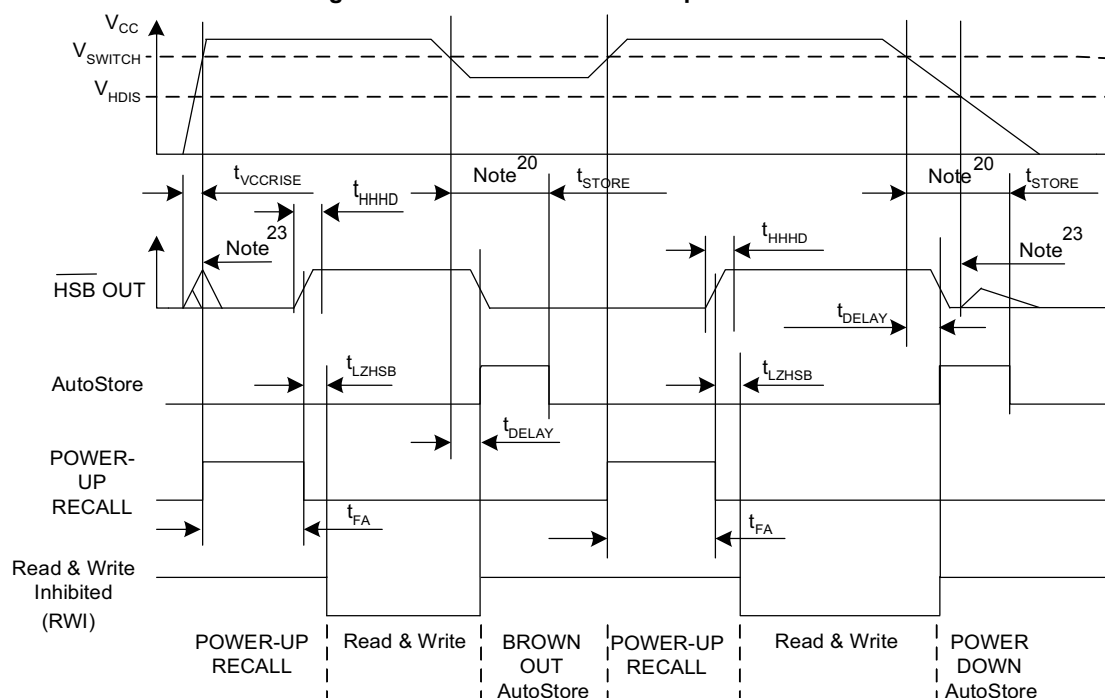 V_CC
V_SWITCH
V_HDIS
t_VCCRISE
t_HHHD
Note^20
t_STORE
Note^20
t_STORE
Note^23
t_HHHD
Note^23
HSB OUT
t_DELAY
t_LZHSB
t_LZHSB
AutoStore
t_DELAY
POWER-
UP
RECALL
t_FA
t_FA
Read & Write
Inhibited
(RWI)
POWER-UP
RECALL
Read & Write
BROWN
OUT
AutoStore
POWER-UP
RECALL
Read & Write
POWER
DOWN
AutoStore